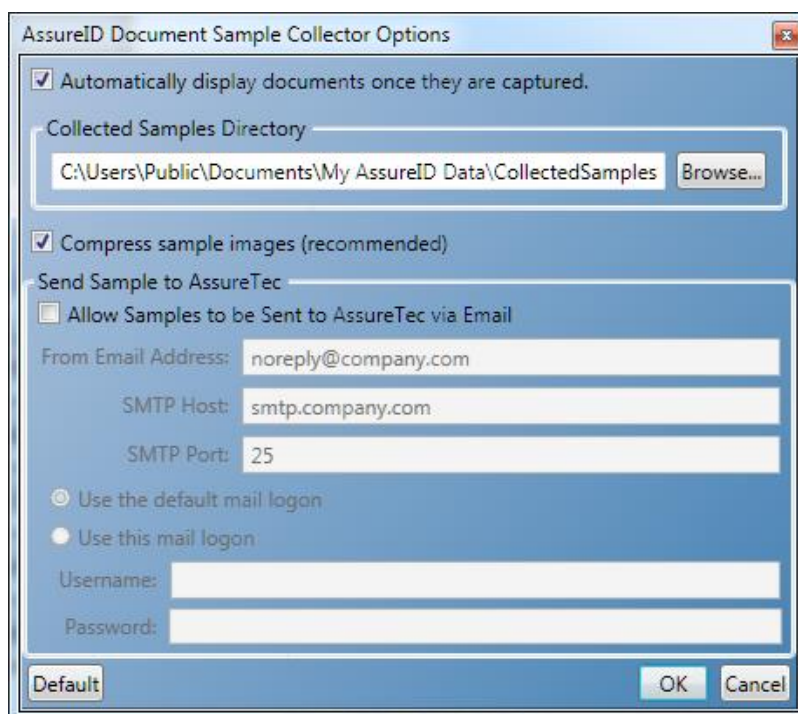 AssureID Document Sample Collector Options
Automatically display documents once they are captured.
Collected Samples Directory
C:\Users\Public\Documents\My AssureID Data\CollectedSamples
Browse...
Compress sample images (recommended)
Send Sample to AssureTec
Allow Samples to be Sent to AssureTec via Email
From Email Address: noreply@company.com
SMTP Host: smtp.company.com
SMTP Port: 25
Use the default mail logon
Use this mail logon
Username:
Password:
Default OK Cancel